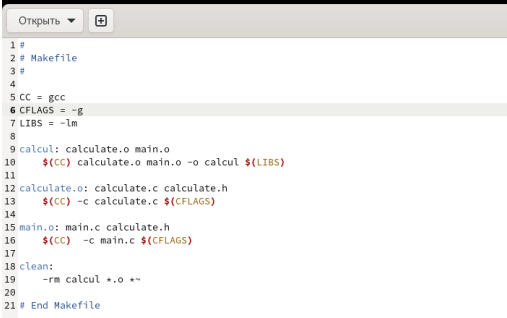 Открыть
1 #
2 # Makefile
3 #
4
5 CC = gcc
6 CFLAGS = -g
7 LIBS = -lm
8
9 calcul: calculate.o main.o
10     $(CC) calculate.o main.o -o calcul $(LIBS)
11
12 calculate.o: calculate.c calculate.h
13     $(CC) -c calculate.c $(CFLAGS)
14
15 main.o: main.c calculate.h
16     $(CC)  -c main.c $(CFLAGS)
17
18 clean:
19     -rm calcul *.o *~
20
21 # End Makefile